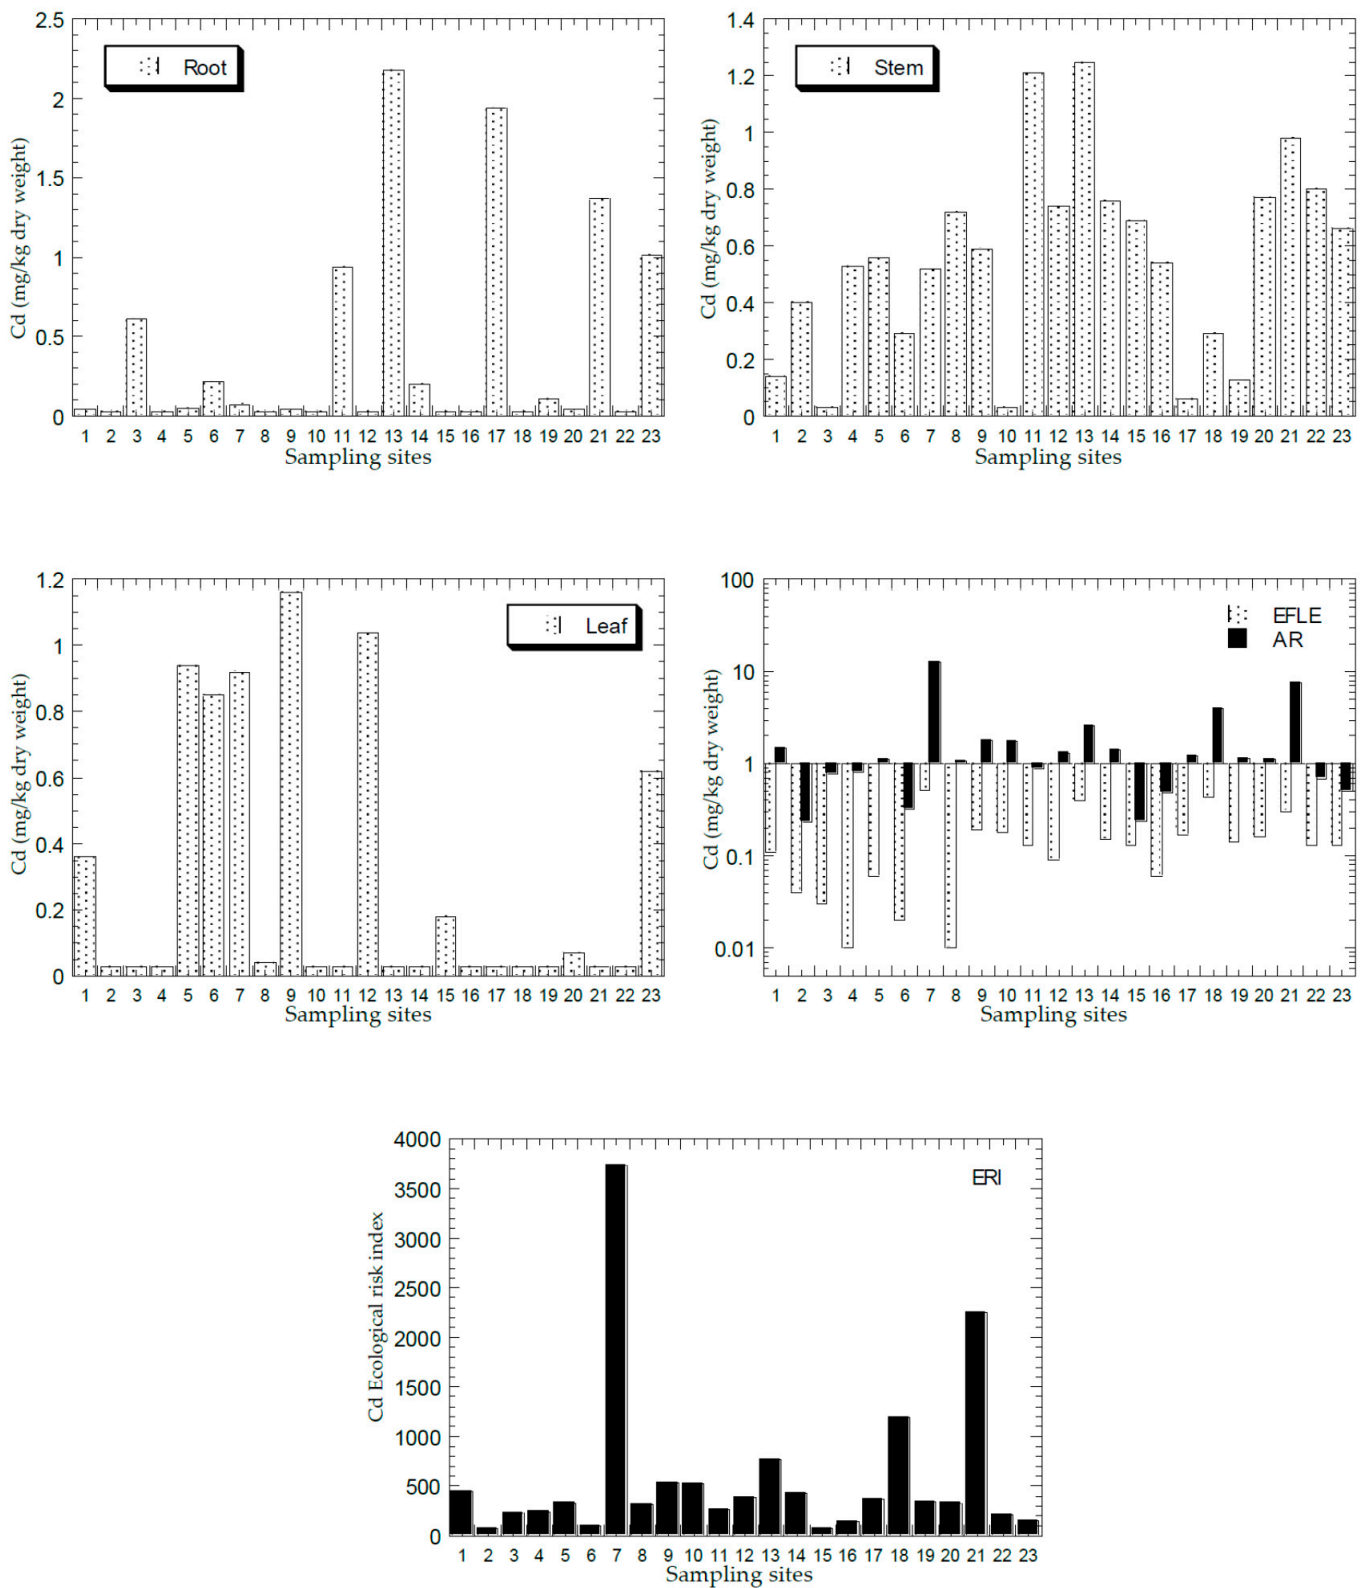 Root
Cd (mg/kg dry weight)
2.5
2
1.5
1
0.5
0
1 2 3 4 5 6 7 8 9 10 11 12 13 14 15 16 17 18 19 20 21 22 23
Sampling sites
Stem
Cd (mg/kg dry weight)
1.4
1.2
1
0.8
0.6
0.4
0.2
0
1 2 3 4 5 6 7 8 9 10 11 12 13 14 15 16 17 18 19 20 21 22 23
Sampling sites
Leaf
Cd (mg/kg dry weight)
1.2
1
0.8
0.6
0.4
0.2
0
1 2 3 4 5 6 7 8 9 10 11 12 13 14 15 16 17 18 19 20 21 22 23
Sampling sites
EFLE
AR
Cd (mg/kg dry weight)
100
10
1
0.1
0.01
1 2 3 4 5 6 7 8 9 10 11 12 13 14 15 16 17 18 19 20 21 22 23
Sampling sites
ERI
Cd Ecological risk index
4000
3500
3000
2500
2000
1500
1000
500
0
1 2 3 4 5 6 7 8 9 10 11 12 13 14 15 16 17 18 19 20 21 22 23
Sampling sites